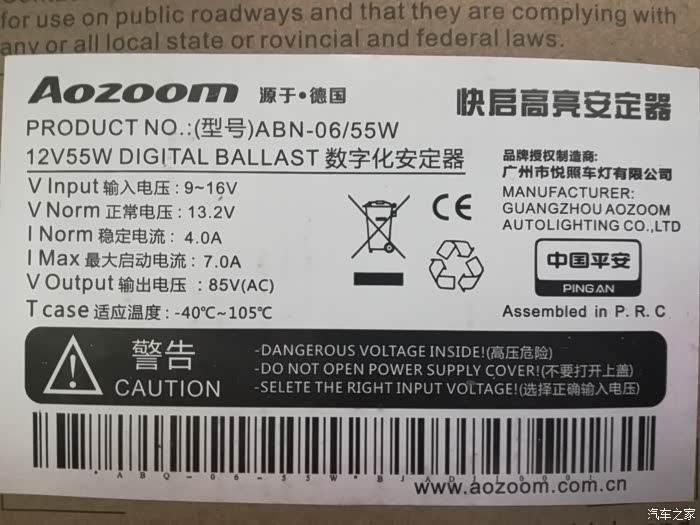 for use on public roadways and that they are complying with
any or all local state or rovincial and federal laws.
Aozoom 源于•德国
快启高亮安定器
PRODUCT NO.:(型号)ABN-06/55W
12V55W DIGITAL BALLAST 数字化安定器
V Input 输入电压: 9~16V
V Norm 正常电压: 13.2V
I Norm 稳定电流: 4.0A
I Max 最大启动电流: 7.0A
V Output 输出电压: 85V(AC)
T case 适应温度: -40℃~105℃
CE
品牌授权制造商:
广州市悦照车灯有限公司
MANUFACTURER:
GUANGZHOU AOZOOM
AUTOLIGHTING CO.,LTD
中国平安
PINGAN
Assembled in P. R. C
警告
CAUTION
-DANGEROUS VOLTAGE INSIDE!(高压危险)
-DO NOT OPEN POWER SUPPLY COVER!(不要打开上盖)
-SELETE THE RIGHT INPUT VOLTAGE!(选择正确输入电压)
www.aozoom.com.cn
汽车之家